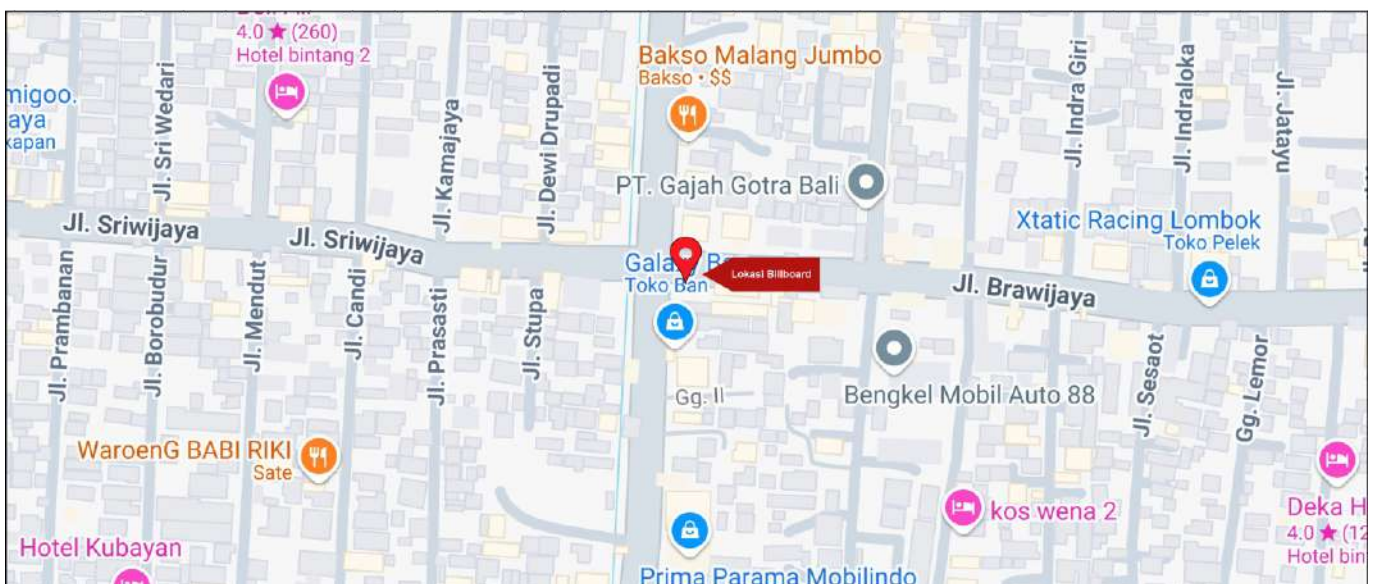 4.0 ★ (260)
Hotel bintang 2
migoo.
aya
kapan
Jl. Sri Wedari
Jl. Kamajaya
Jl. Dewi Drupadi
Bakso Malang Jumbo
Bakso • $$
Jl. Indra Giri
Jl. Indraloka
Jl. Jatayu
PT. Gajah Gotra Bali
Jl. Sriwijaya
Jl. Sriwijaya
Xtatic Racing Lombok
Toko Pelek
Lokasi Billboard
Toko Ban
Jl. Brawijaya
Jl. Prambanan
Jl. Borobudur
Jl. Mendut
Jl. Candi
Jl. Prasasti
Jl. Stupa
Gg. II
Bengkel Mobil Auto 88
Jl. Sesaot
Gg. Lemor
WaroenG BABI RIKI
Sate
kos wena 2
Deka H
4.0 ★ (12
Hotel bin
Hotel Kubayan
Prima Parama Mobilindo